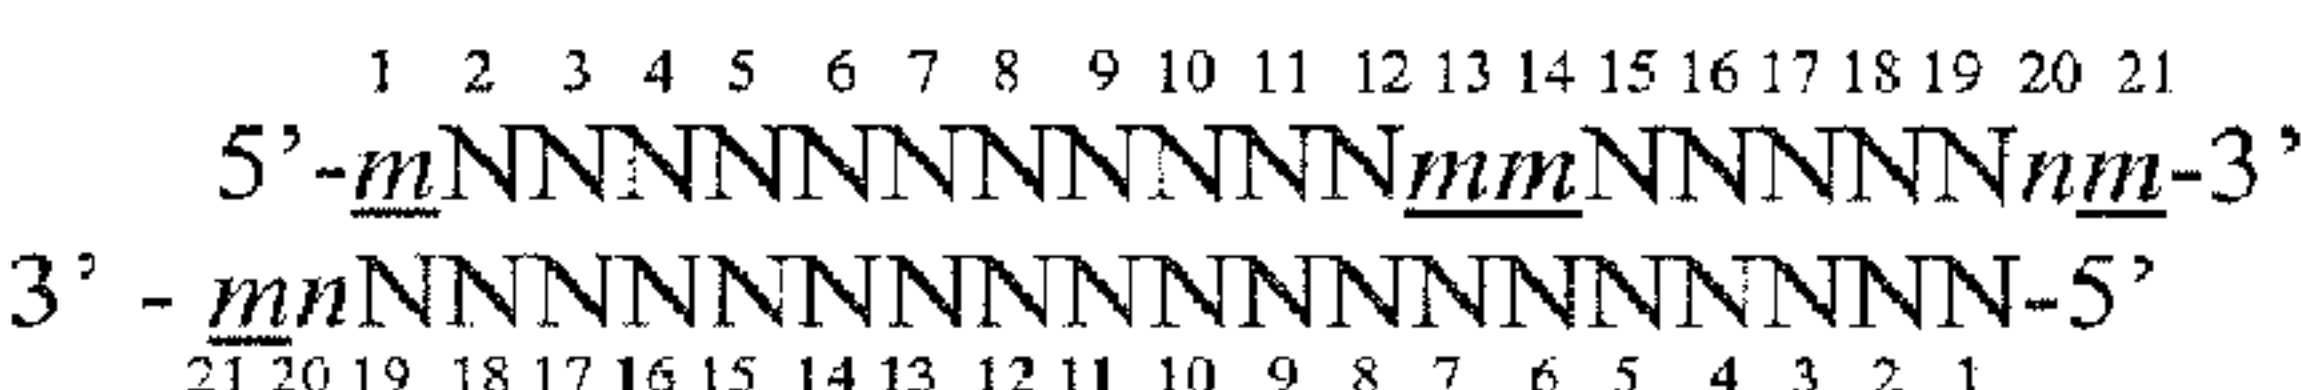 1 2 3 4 5 6 7 8 9 10 11 12 13 14 15 16 17 18 19 20 21
5’-mNNNNNNNNNNNmmNNNNNnm-3’
3’ - mnNNNNNNNNNNNNNNNNNNN-5’
21 20 19 18 17 16 15 14 13 12 11 10 9 8 7 6 5 4 3 2 1